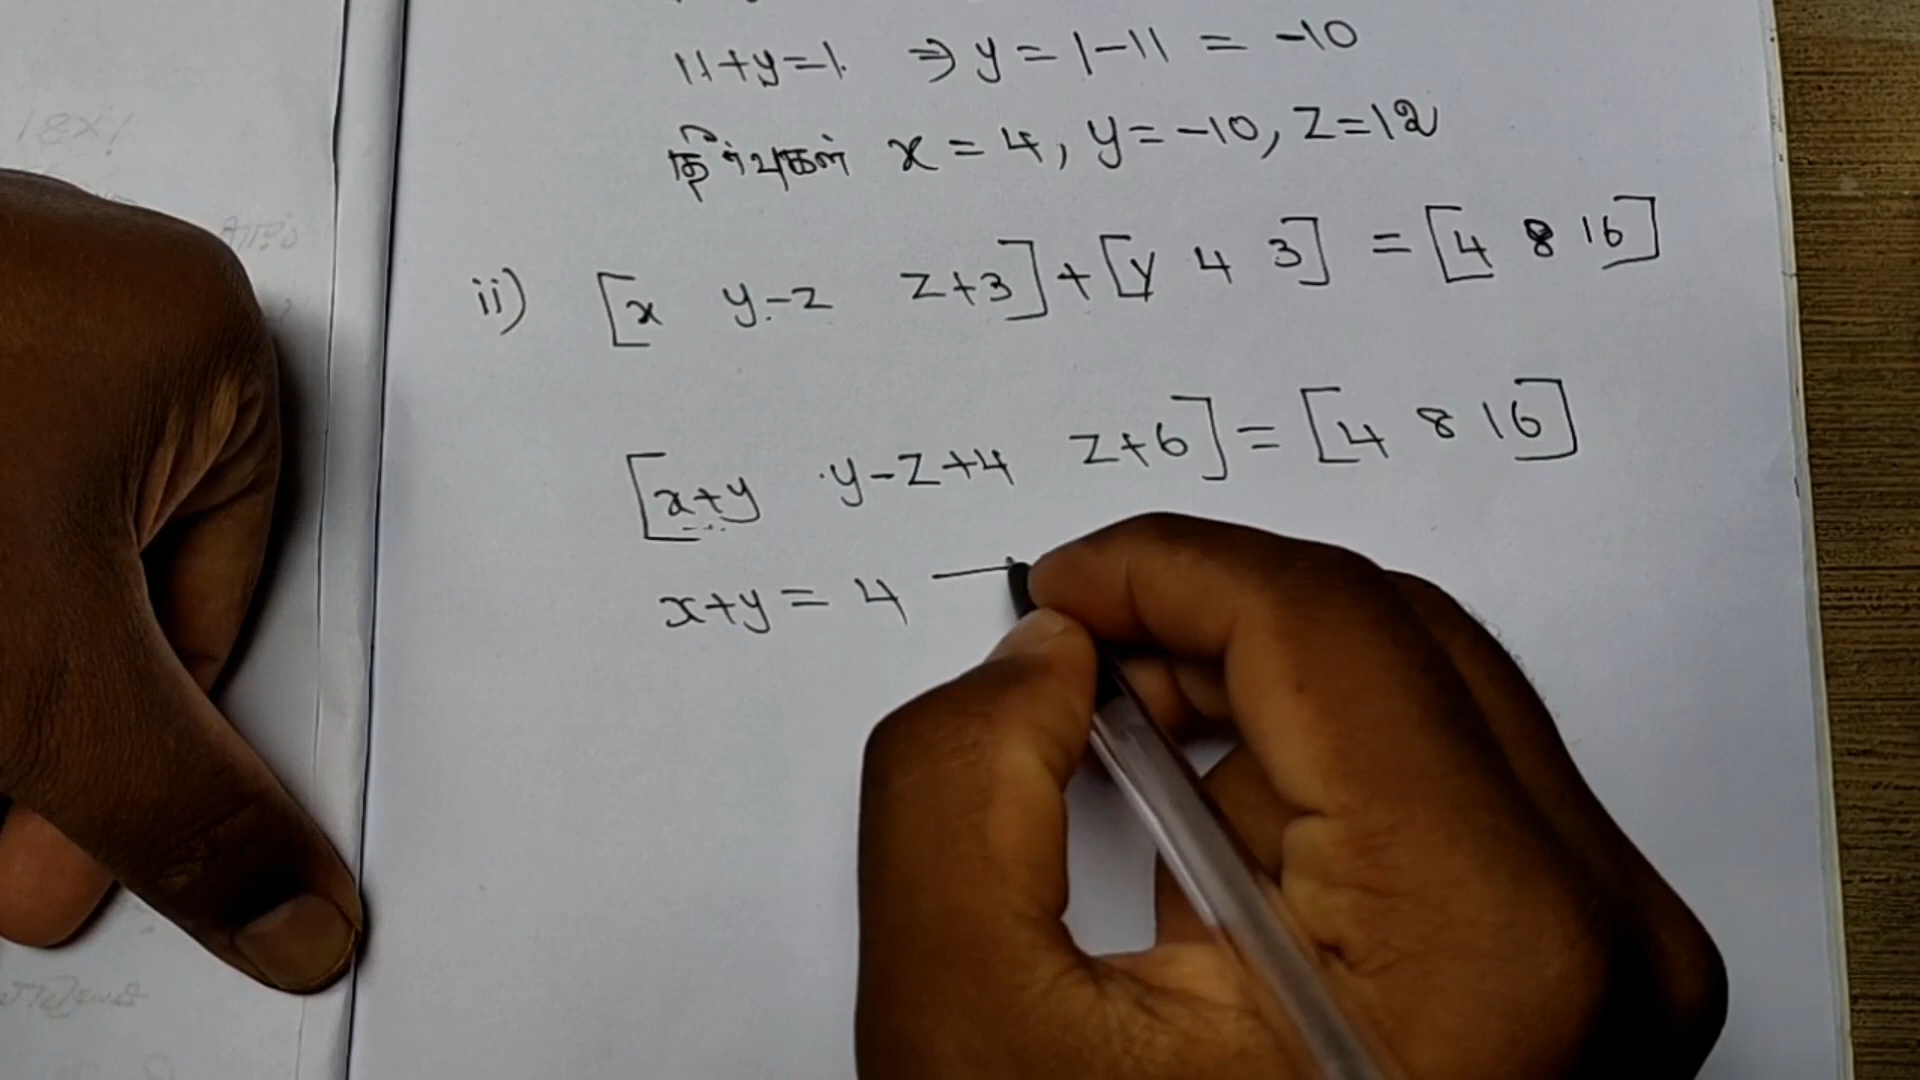 11+y=1. ⇒ y = 1-11 = -10
தீர்வுகள் x = 4, y = -10, z=12
ii) [x y-z z+3] + [y 4 3] = [4 8 16]
[x+y y-z+4 z+6] = [4 8 16]
x+y = 4